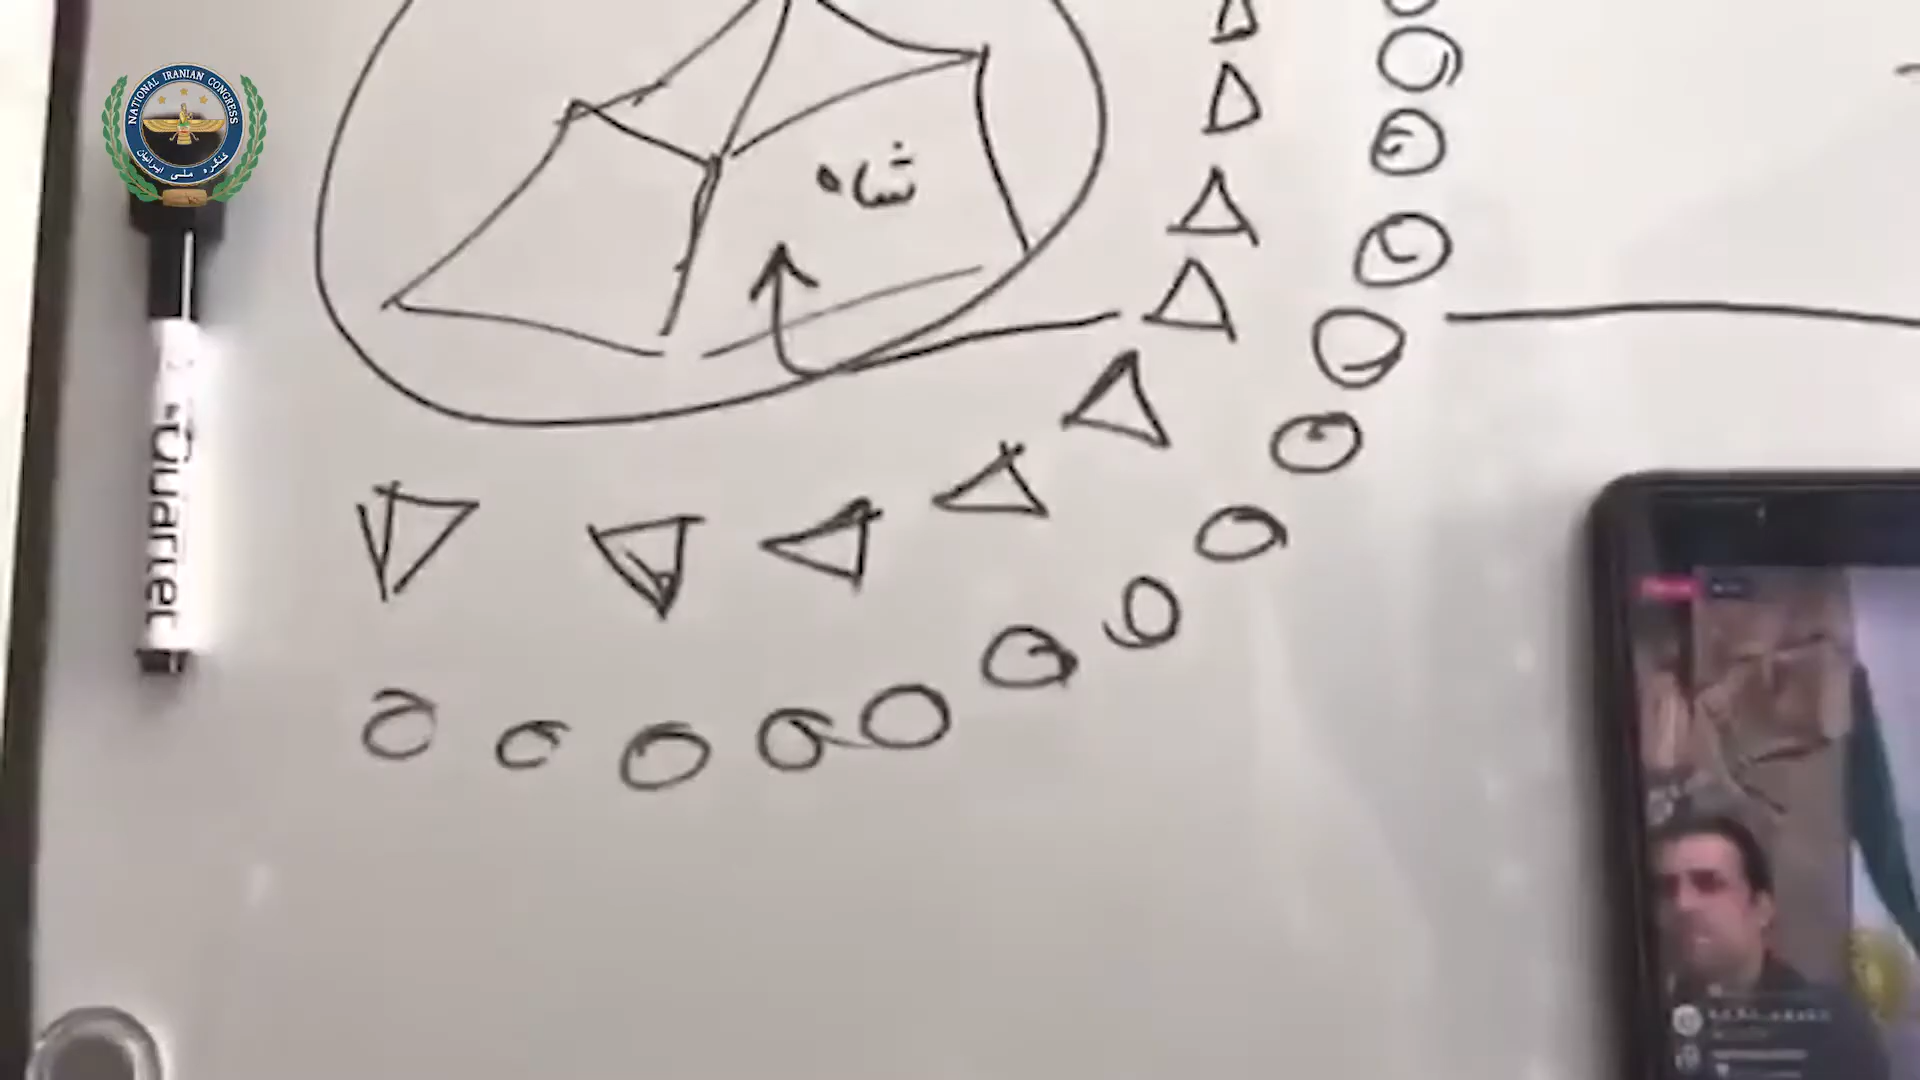 NATIONAL IRANIAN CONGRESS
کنگره ملی ایرانیان
شاه
Quartet